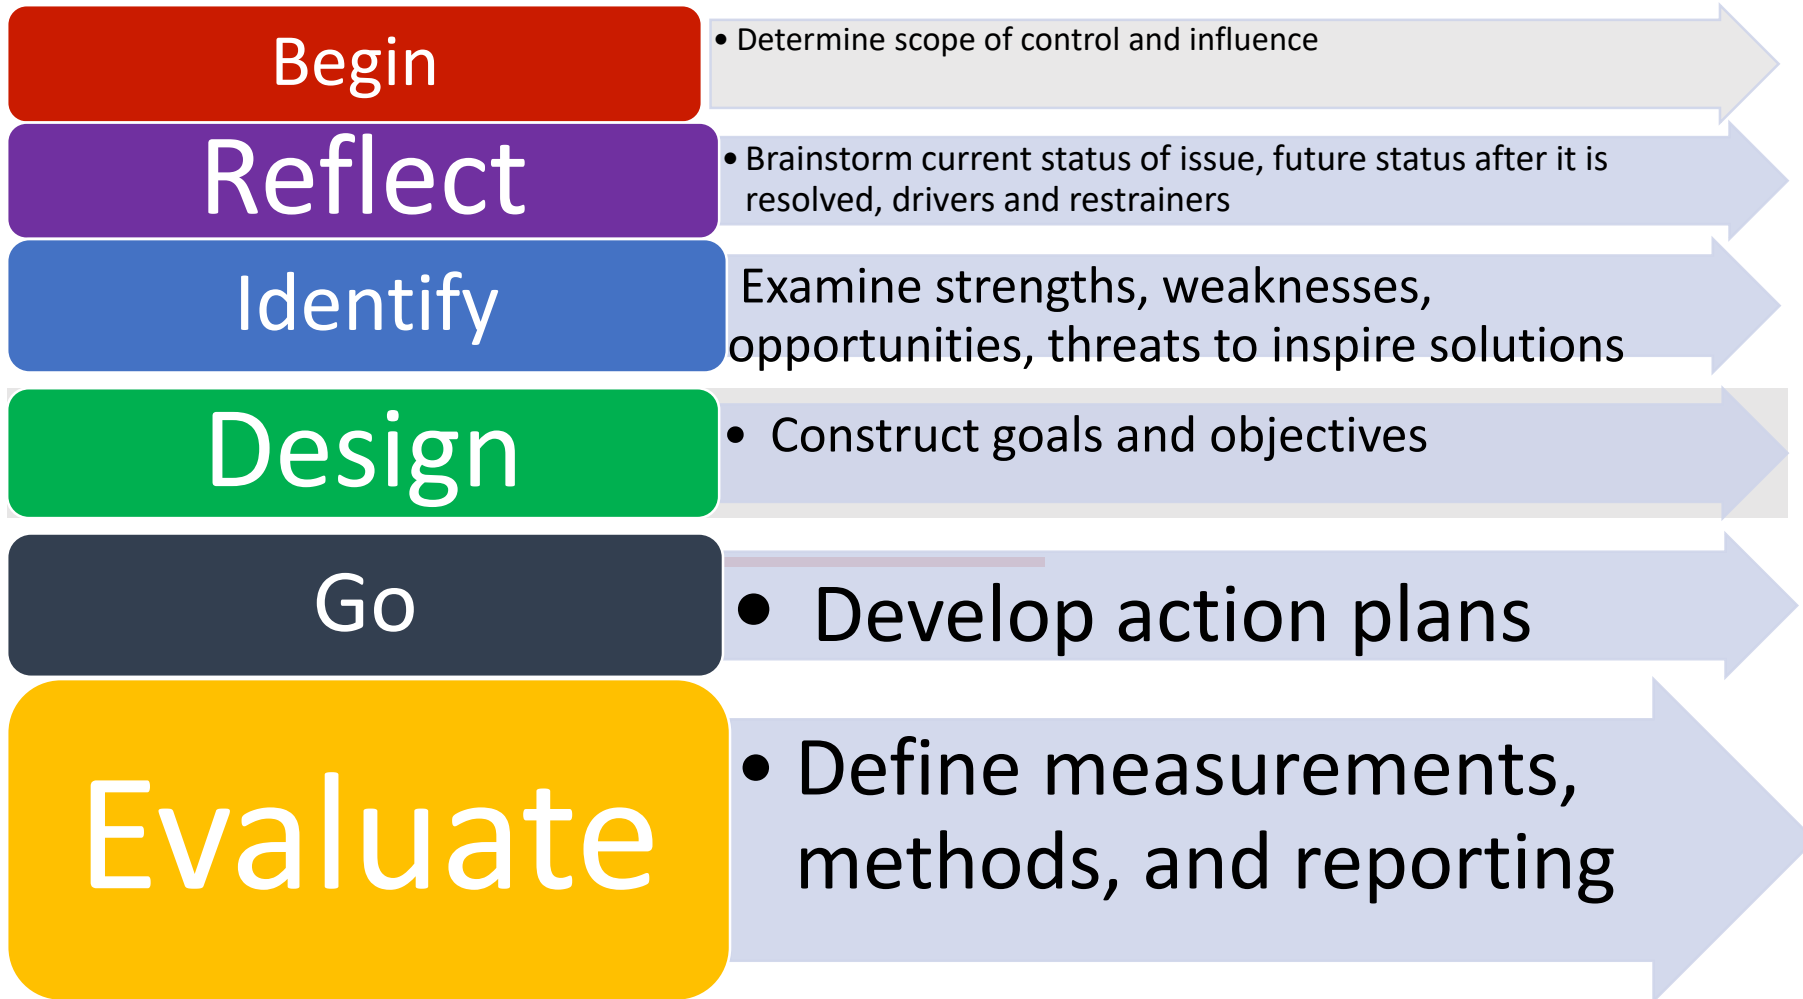 Begin
• Determine scope of control and influence
Reflect
• Brainstorm current status of issue, future status after it is
resolved, drivers and restrainers
Identify
Examine strengths, weaknesses,
opportunities, threats to inspire solutions
Design
• Construct goals and objectives
Go
• Develop action plans
Evaluate
• Define measurements,
methods, and reporting